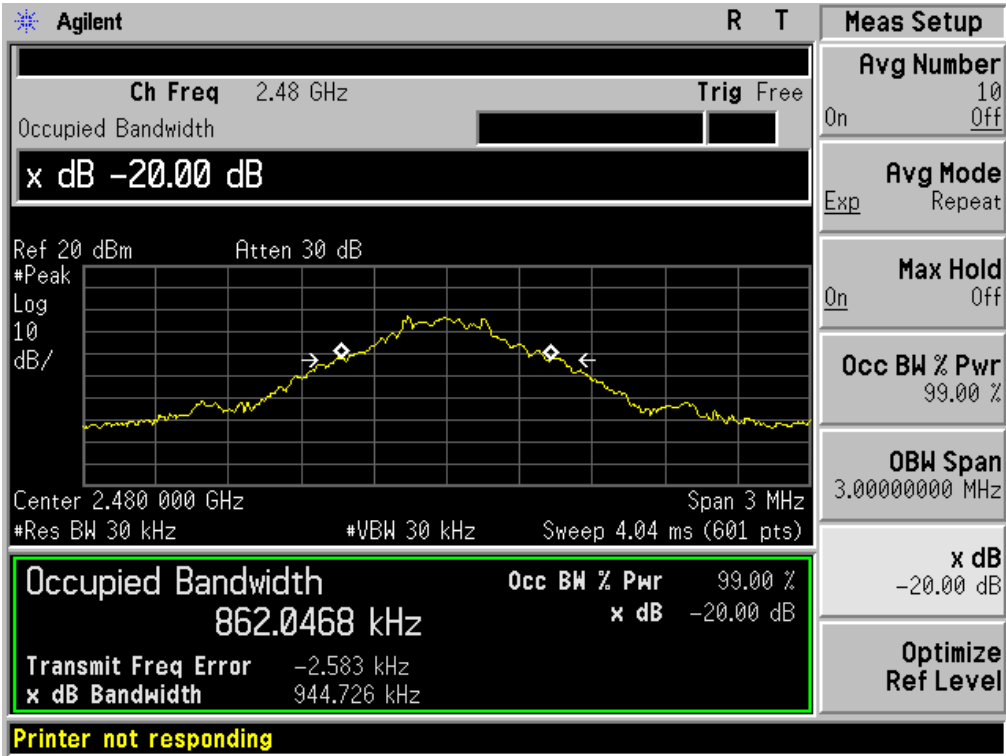 Agilent R T
Ch Freq 2.48 GHz Trig Free
Occupied Bandwidth
x dB -20.00 dB
Ref 20 dBm Atten 30 dB
#Peak
Log
10
dB/
Center 2.480 000 GHz Span 3 MHz
#Res BW 30 kHz #VBW 30 kHz Sweep 4.04 ms (601 pts)
Occupied Bandwidth Occ BW % Pwr 99.00 %
862.0468 kHz x dB -20.00 dB
Transmit Freq Error -2.583 kHz
x dB Bandwidth 944.726 kHz
Printer not responding
Meas Setup
Avg Number
10
On Off
Avg Mode
Exp Repeat
Max Hold
On Off
Occ BW % Pwr
99.00 %
OBW Span
3.00000000 MHz
x dB
-20.00 dB
Optimize
Ref Level